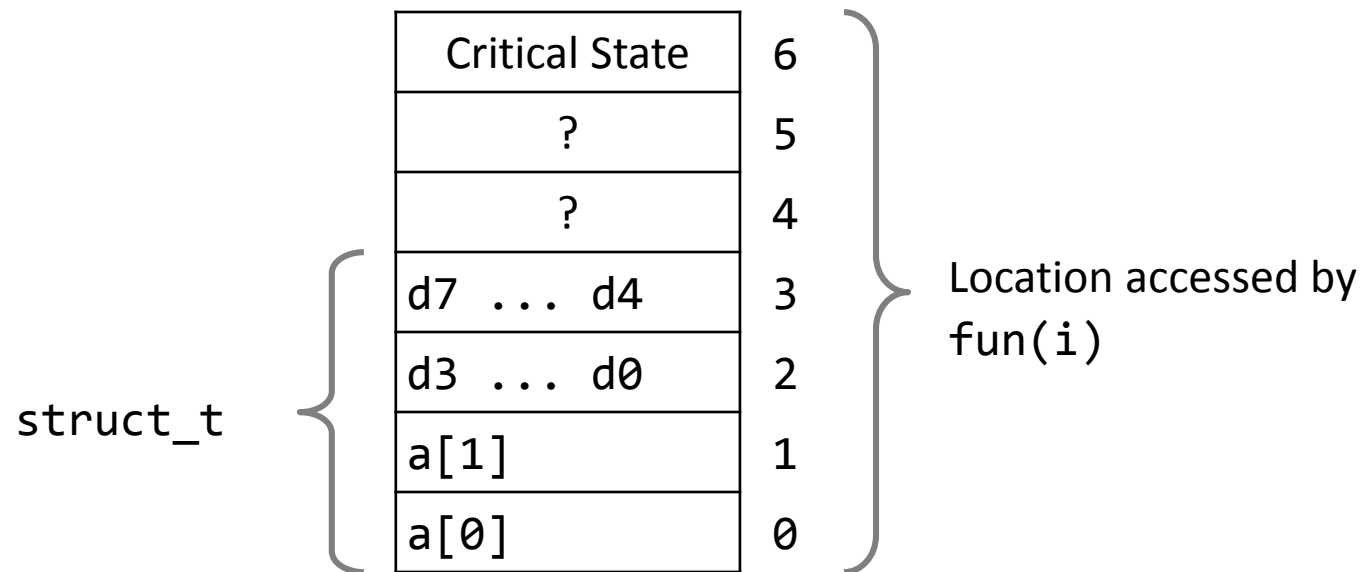 Critical State 6
? 5
? 4
d7 ... d4 3
Location accessed by
fun(i)
d3 ... d0 2
struct_t
a[1] 1
a[0] 0